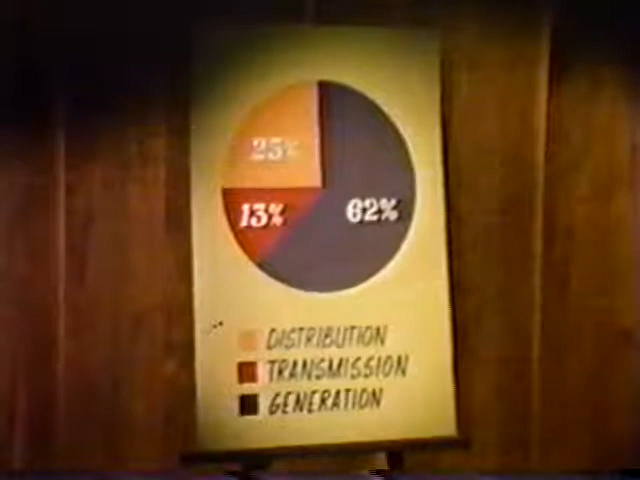 25%
13%
62%
DISTRIBUTION
TRANSMISSION
GENERATION